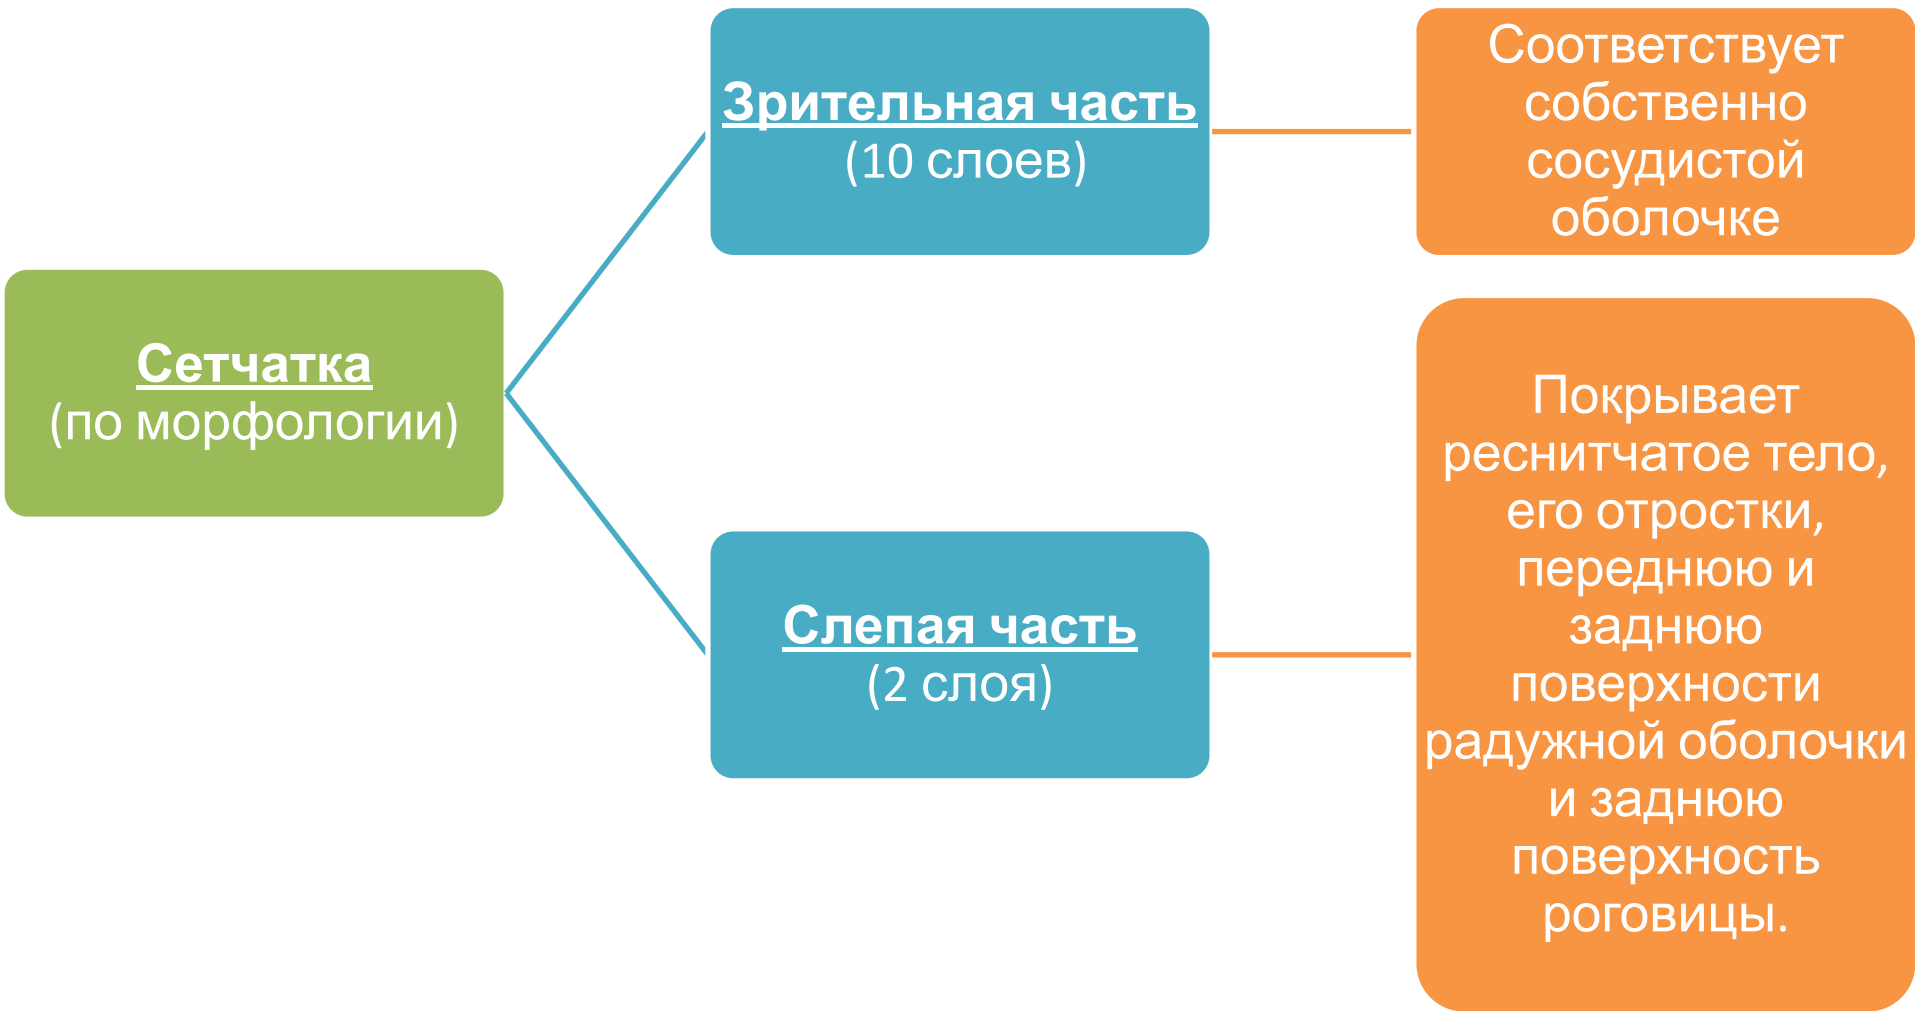 Сетчатка
(по морфологии)
Зрительная часть
(10 слоев)
Соответствует
собственно
сосудистой
оболочке
Слепая часть
(2 слоя)
Покрывает
реснитчатое тело,
его отростки,
переднюю и
заднюю
поверхности
радужной оболочки
и заднюю
поверхность
роговицы.